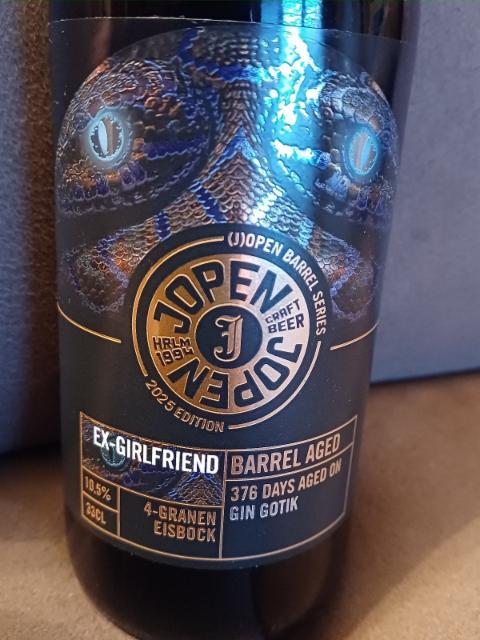 (J)OPEN BARREL SERIES
JOPEN
CRAFT
BEER
HRLM
1994
J
JOPEN
2025 EDITION
EX-GIRLFRIEND
BARREL AGED
10.5%
33CL
4-GRANEN
EISBOCK
376 DAYS AGED ON
GIN GOTIK